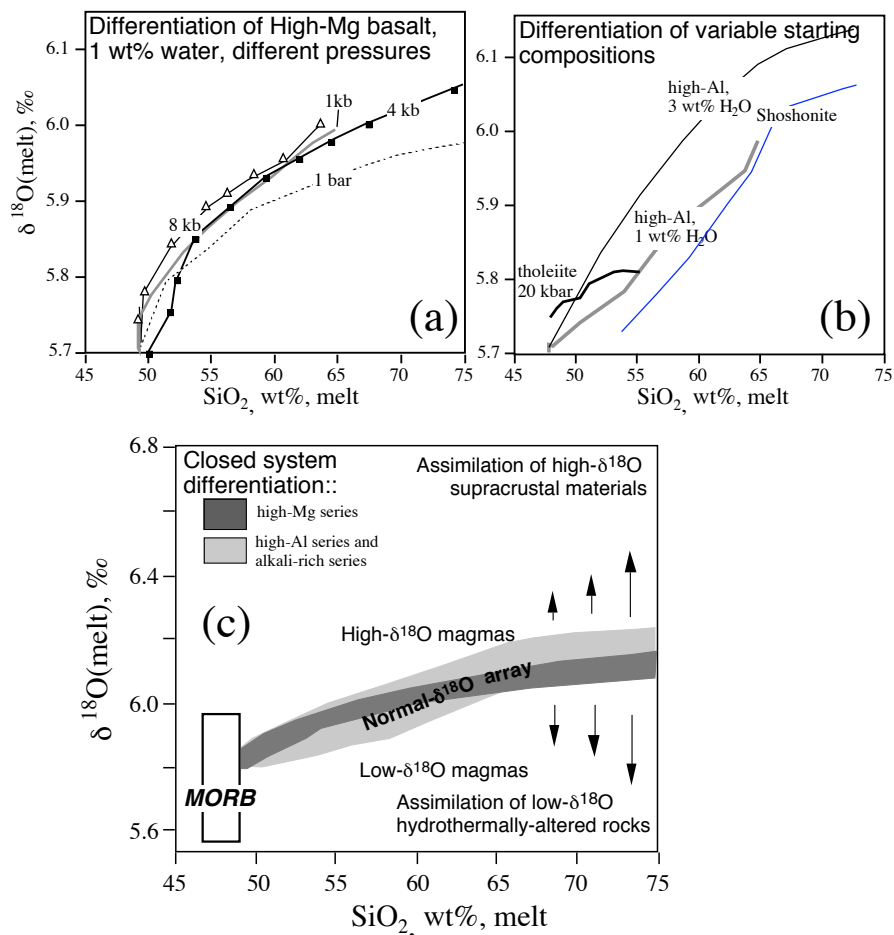 Differentiation of High-Mg basalt,
1 wt% water, different pressures
6.1
6.0
5.9
5.8
5.7
δ ¹⁸O(melt), ‰
1kb
4 kb
1 bar
8 kb
(a)
45 50 55 60 65 70 75
SiO₂, wt%, melt
Differentiation of variable starting
compositions
6.1
6.0
5.9
5.8
5.7
high-Al,
3 wt% H₂O
Shoshonite
high-Al,
1 wt% H₂O
tholeiite
20 kbar
(b)
45 50 55 60 65 70 75
SiO₂, wt%, melt
6.8
6.4
6.0
5.6
δ ¹⁸O(melt), ‰
Closed system
differentiation::
high-Mg series
high-Al series and
alkali-rich series
Assimilation of high-δ¹⁸O
supracrustal materials
(c)
High-δ¹⁸O magmas
Normal-δ¹⁸O array
Low-δ¹⁸O magmas
MORB
Assimilation of low-δ¹⁸O
hydrothermally-altered rocks
45 50 55 60 65 70 75
SiO₂, wt%, melt